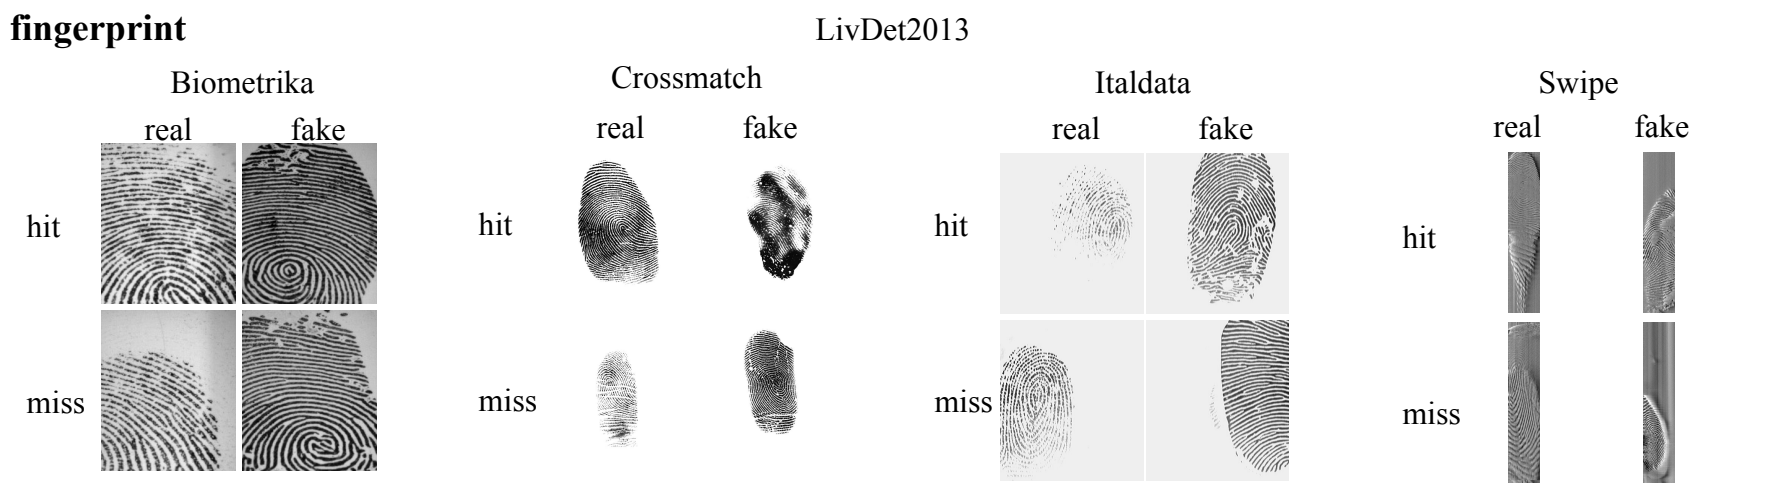 fingerprint
LivDet2013
Biometrika
Crossmatch
Italdata
Swipe
real fake
real fake
real fake
real fake
hit
hit
hit
hit
miss
miss
miss
miss